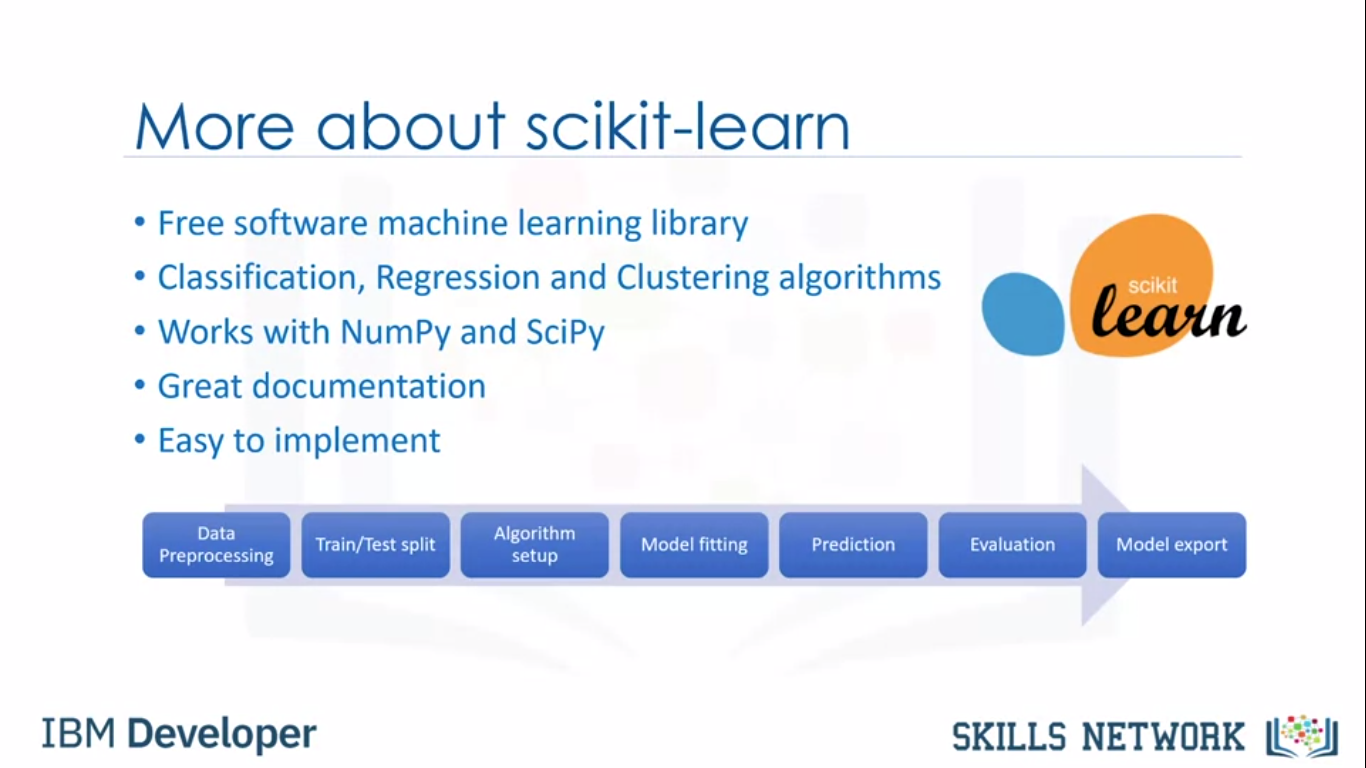 More about scikit-learn
• Free software machine learning library
• Classification, Regression and Clustering algorithms
• Works with NumPy and SciPy
• Great documentation
• Easy to implement
scikit
learn
Data
Preprocessing
Train/Test split
Algorithm
setup
Model fitting
Prediction
Evaluation
Model export
IBM Developer
SKILLS NETWORK